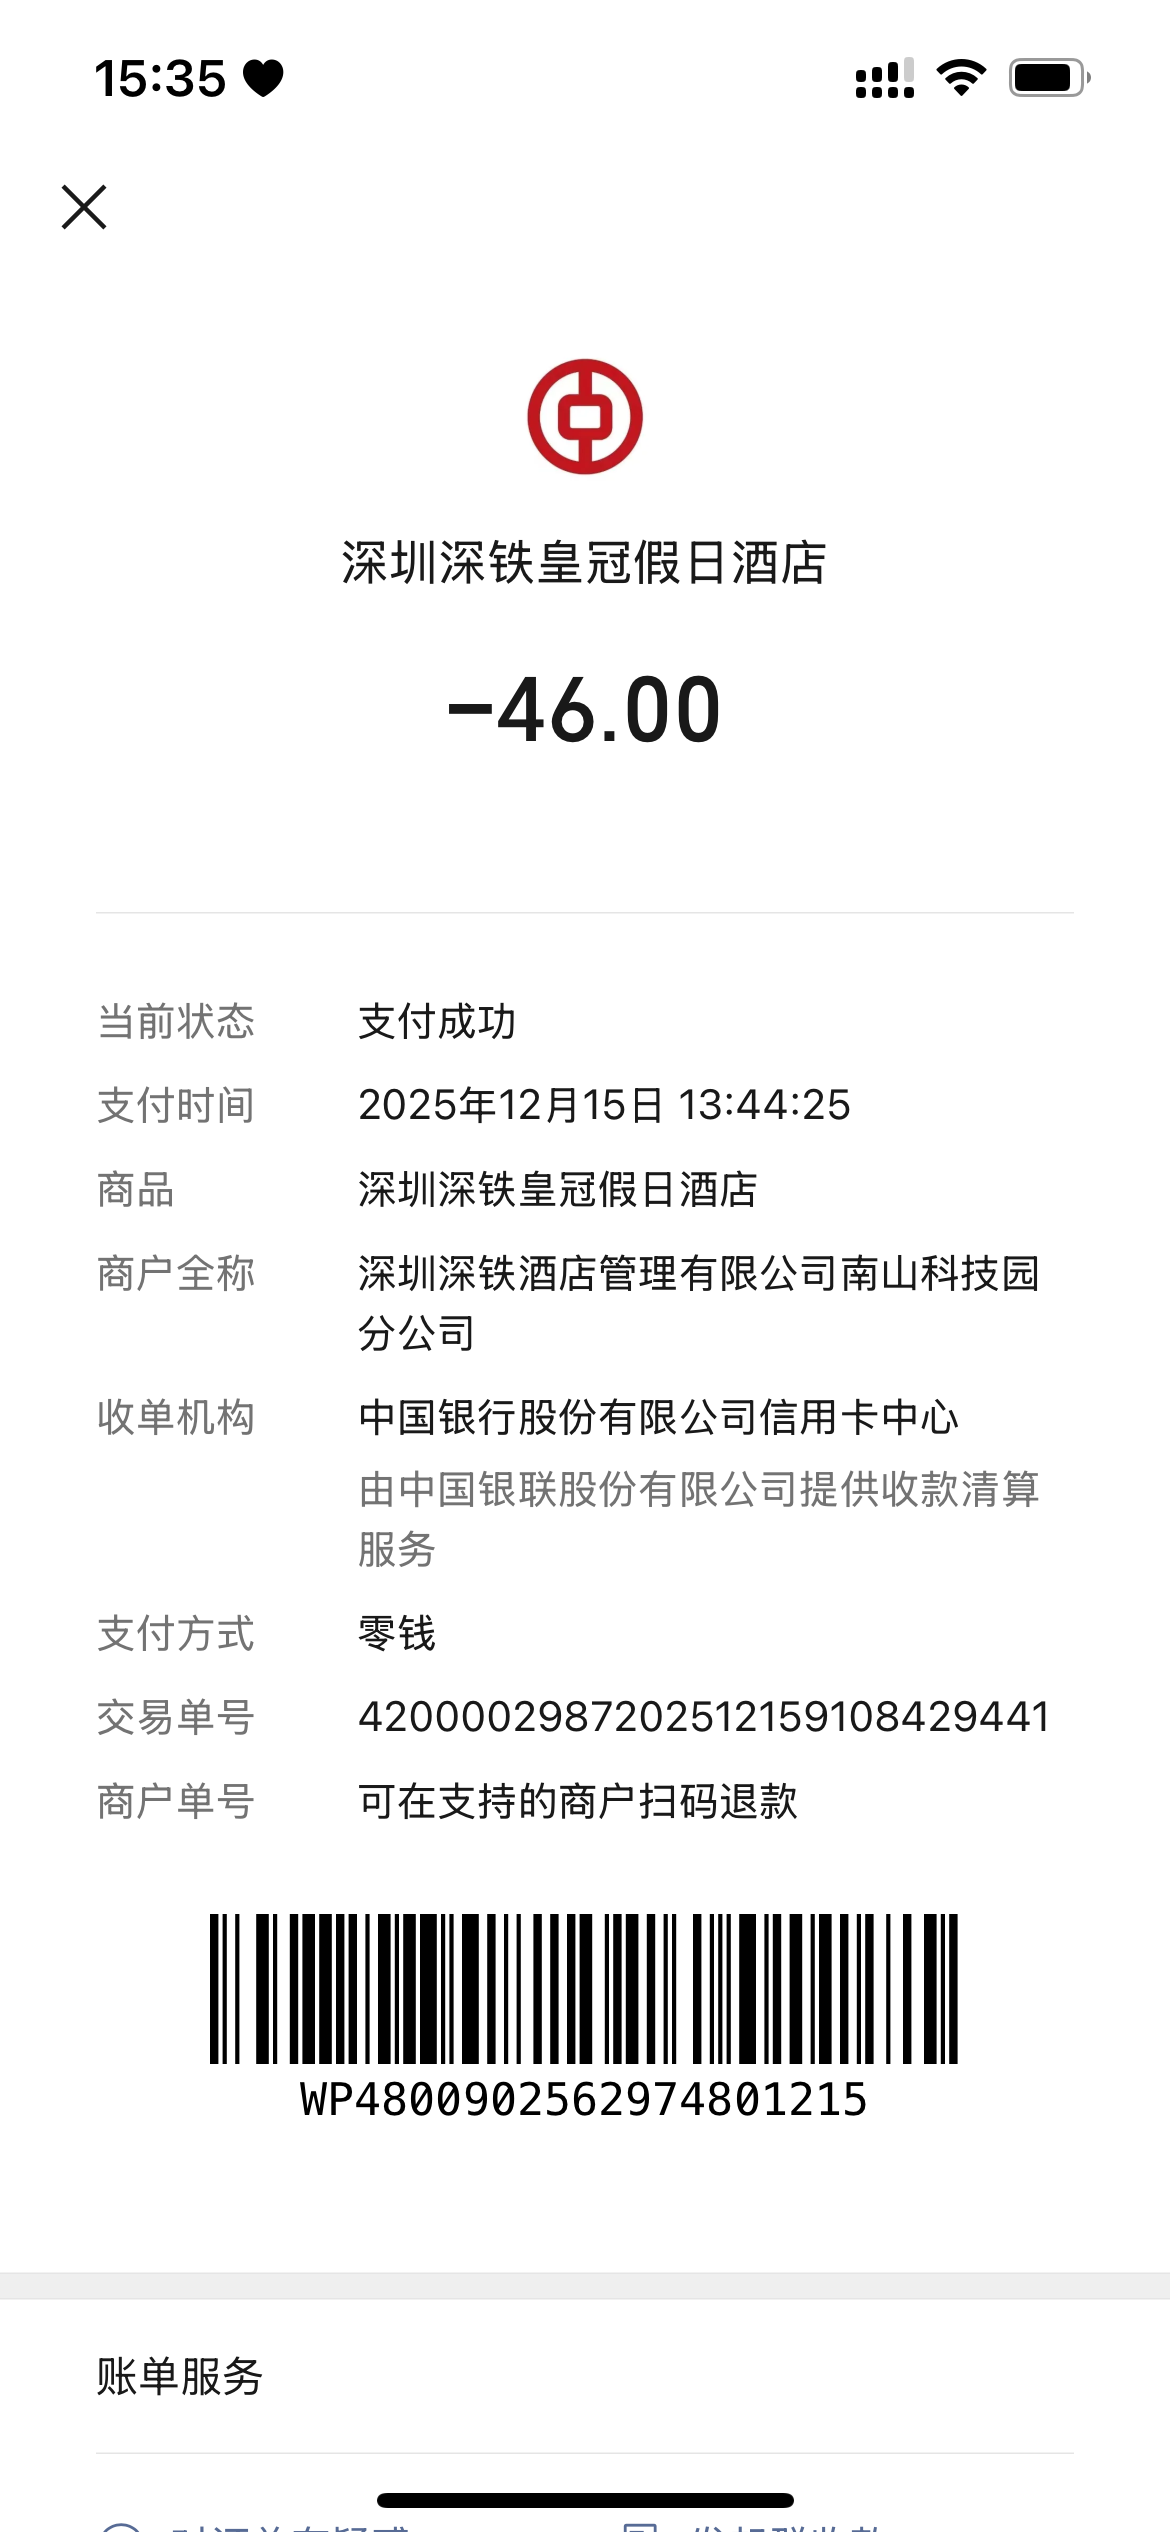 15:35
深圳深铁皇冠假日酒店
-46.00
当前状态 支付成功
支付时间 2025年12月15日 13:44:25
商品 深圳深铁皇冠假日酒店
商户全称 深圳深铁酒店管理有限公司南山科技园
分公司
收单机构 中国银行股份有限公司信用卡中心
由中国银联股份有限公司提供收款清算
服务
支付方式 零钱
交易单号 4200002987202512159108429441
商户单号 可在支持的商户扫码退款
WP4800902562974801215
账单服务